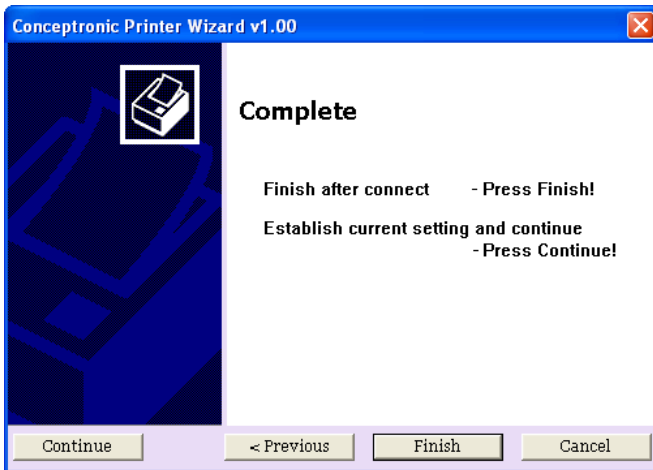 Conceptronic Printer Wizard v1.00
Complete
Finish after connect - Press Finish!
Establish current setting and continue
- Press Continue!
Continue < Previous Finish Cancel